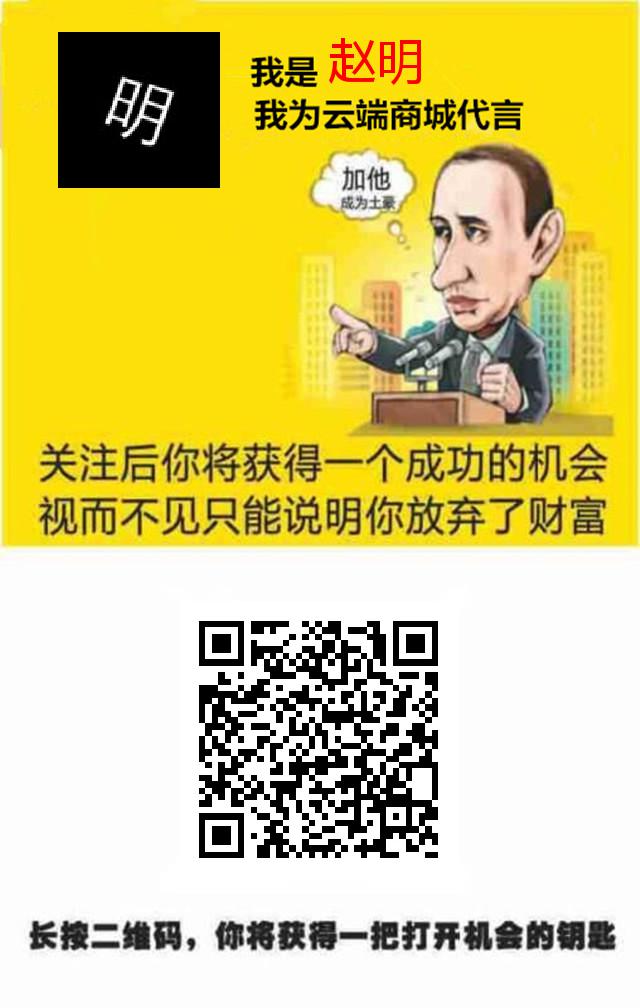 明
我是 赵明
我为云端商城代言
加他
成为土豪
关注后你将获得一个成功的机会
视而不见只能说明你放弃了财富
长按二维码，你将获得一把打开机会的钥匙